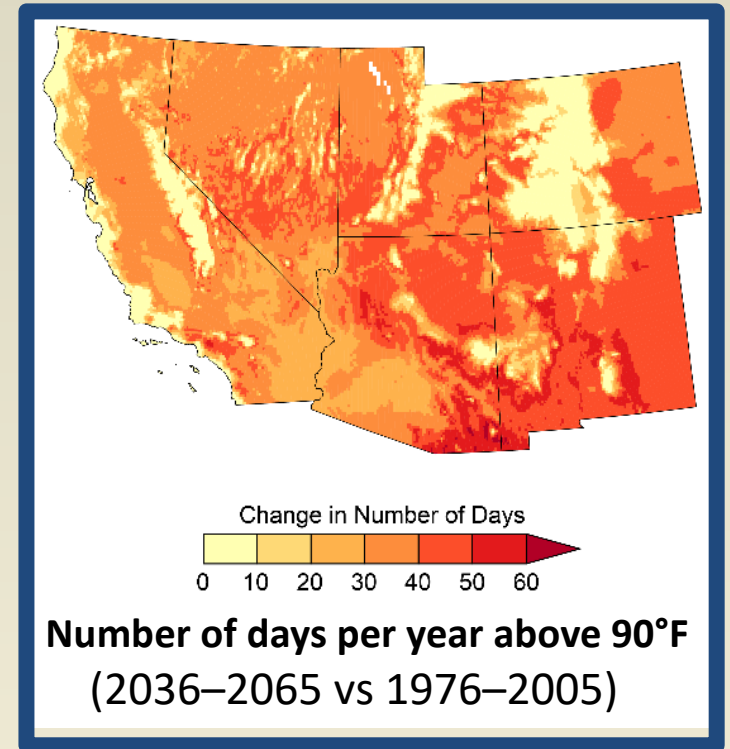 Change in Number of Days
0 10 20 30 40 50 60
Number of days per year above 90°F
(2036–2065 vs 1976–2005)